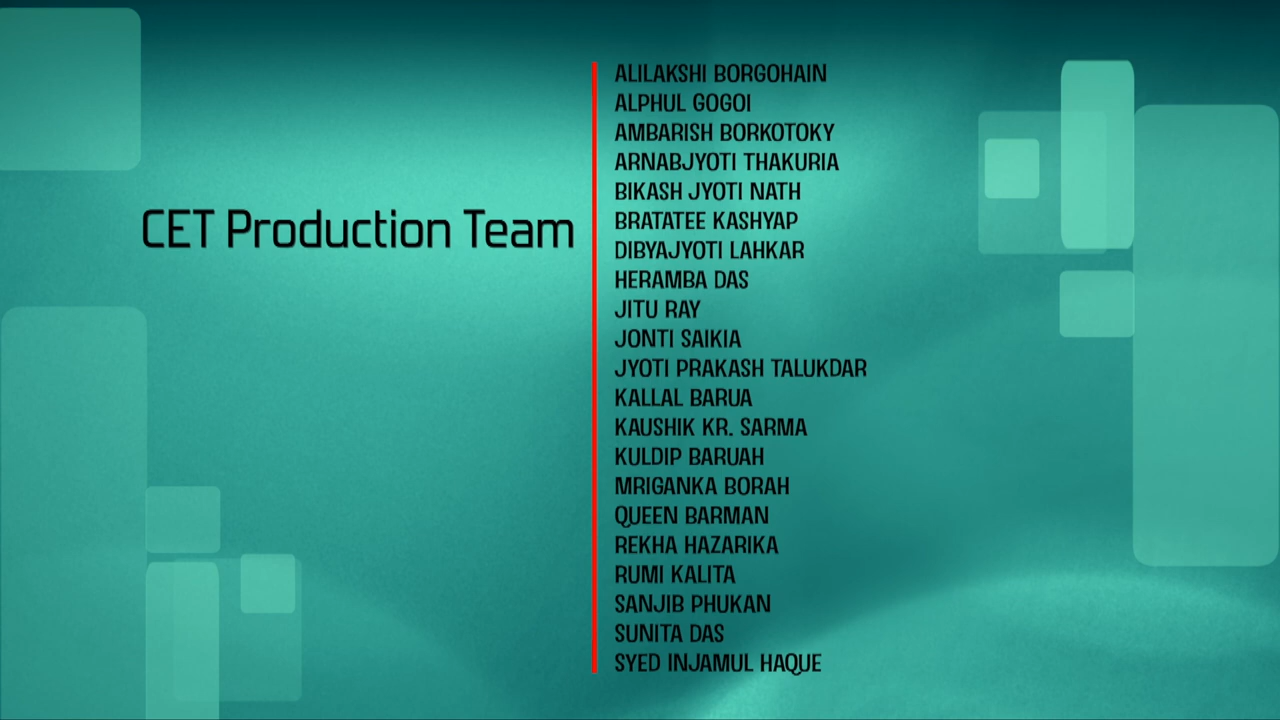 CET Production Team
ALILAKSHI BORGOHAIN
ALPHUL GOGOI
AMBARISH BORKOTOKY
ARNABJYOTI THAKURIA
BIKASH JYOTI NATH
BRATATEE KASHYAP
DIBYAJYOTI LAHKAR
HERAMBA DAS
JITU RAY
JONTI SAIKIA
JYOTI PRAKASH TALUKDAR
KALLAL BARUA
KAUSHIK KR. SARMA
KULDIP BARUAH
MRIGANKA BORAH
QUEEN BARMAN
REKHA HAZARIKA
RUMI KALITA
SANJIB PHUKAN
SUNITA DAS
SYED INJAMUL HAQUE